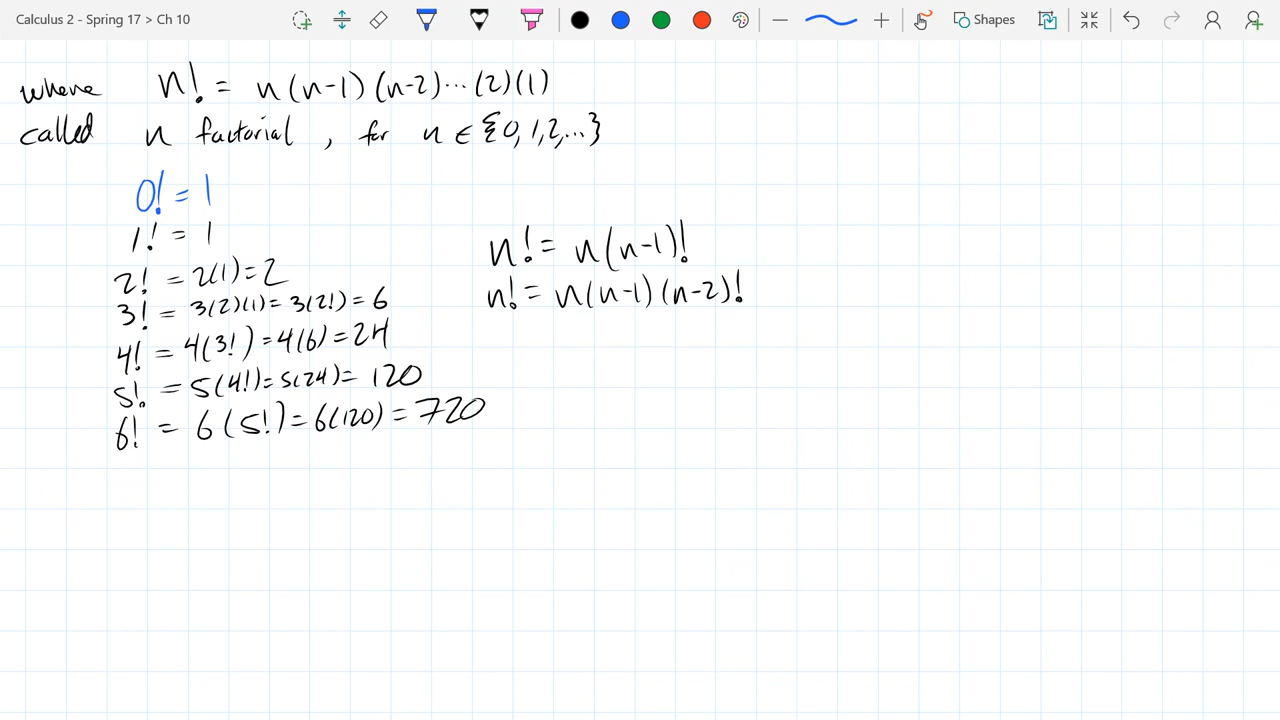 Calculus 2 - Spring 17 > Ch 10
Shapes
where n! = n(n-1)(n-2)···(2)(1)
called n factorial, for n ∈ {0,1,2,...}
0! = 1
1! = 1
2! = 2(1) = 2
3! = 3(2)(1) = 3(2!) = 6
4! = 4(3!) = 4(6) = 24
5! = 5(4!) = 5(24) = 120
6! = 6(5!) = 6(120) = 720
n! = n(n-1)!
n! = n(n-1)(n-2)!